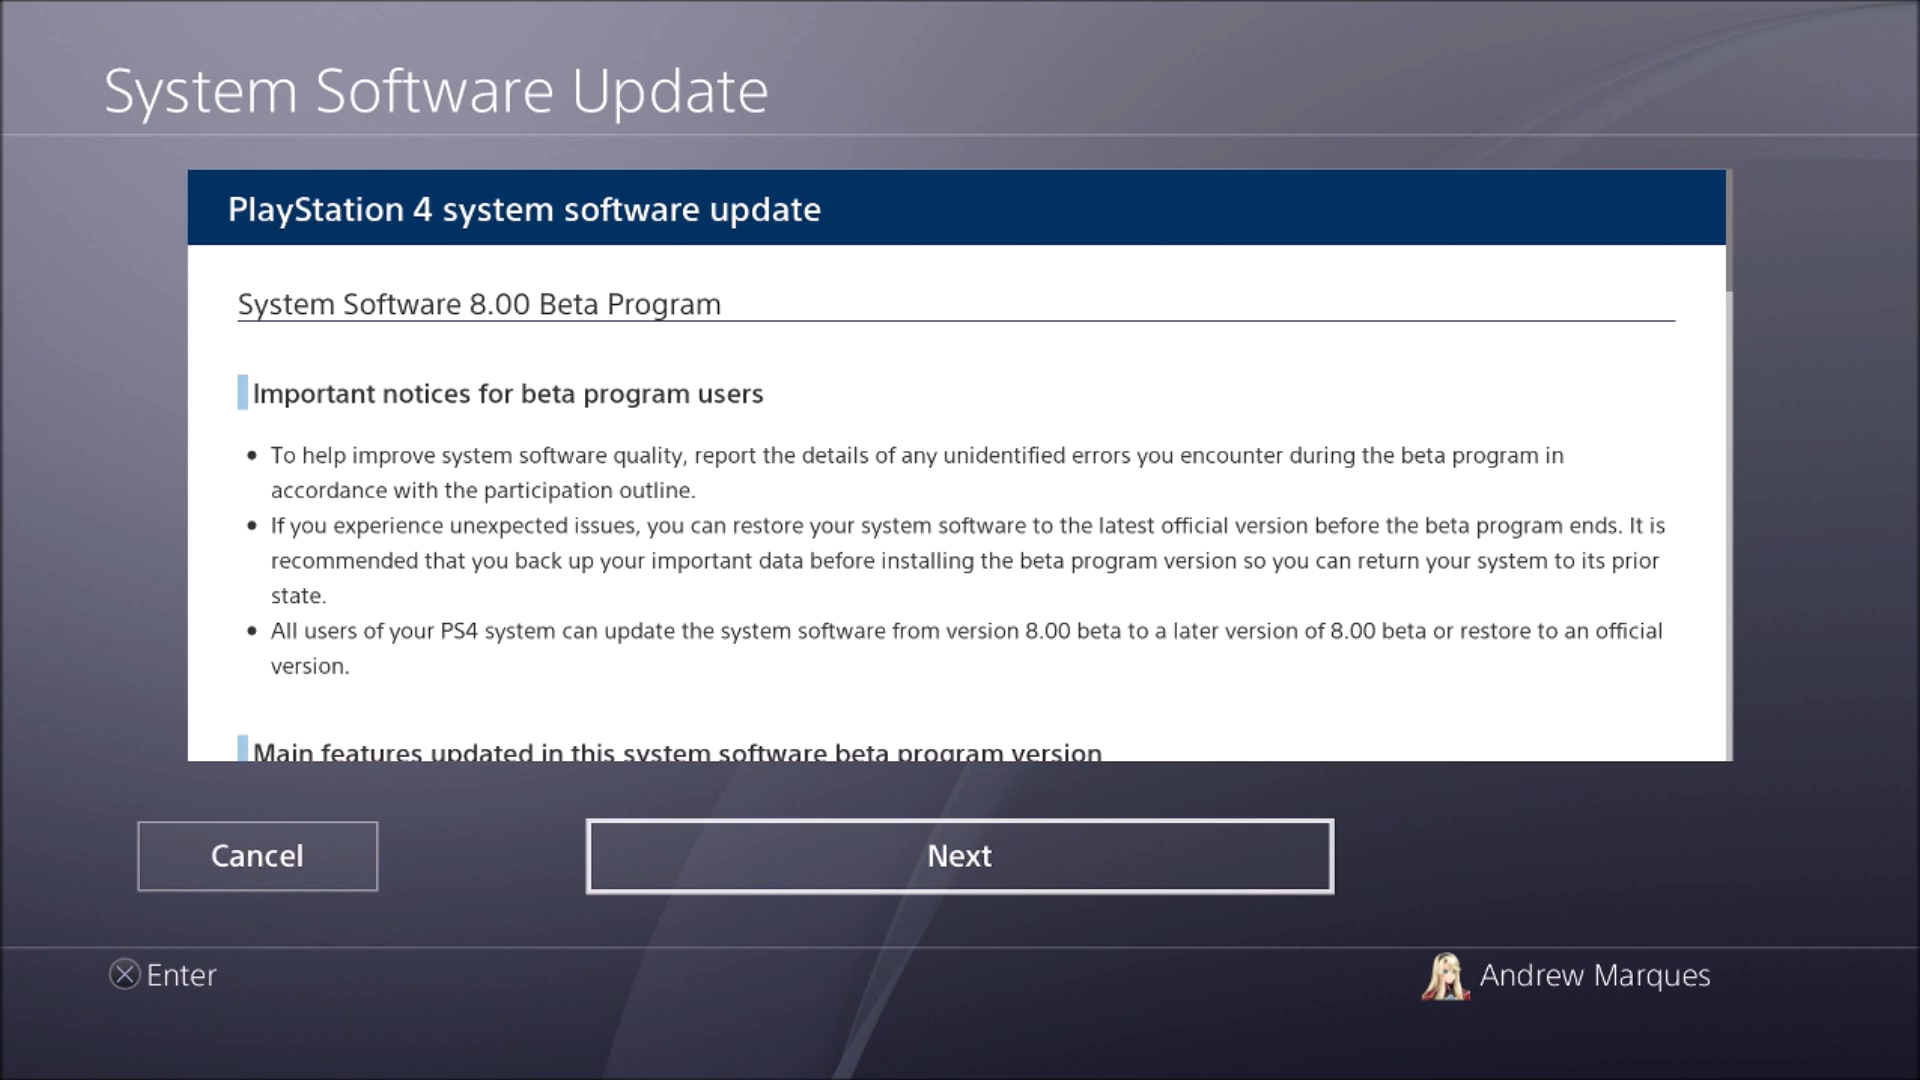 System Software Update
PlayStation 4 system software update
System Software 8.00 Beta Program
Important notices for beta program users
• To help improve system software quality, report the details of any unidentified errors you encounter during the beta program in
accordance with the participation outline.
• If you experience unexpected issues, you can restore your system software to the latest official version before the beta program ends. It is
recommended that you back up your important data before installing the beta program version so you can return your system to its prior
state.
• All users of your PS4 system can update the system software from version 8.00 beta to a later version of 8.00 beta or restore to an official
version.
Main features updated in this system software beta program version
Cancel
Next
Enter
Andrew Marques